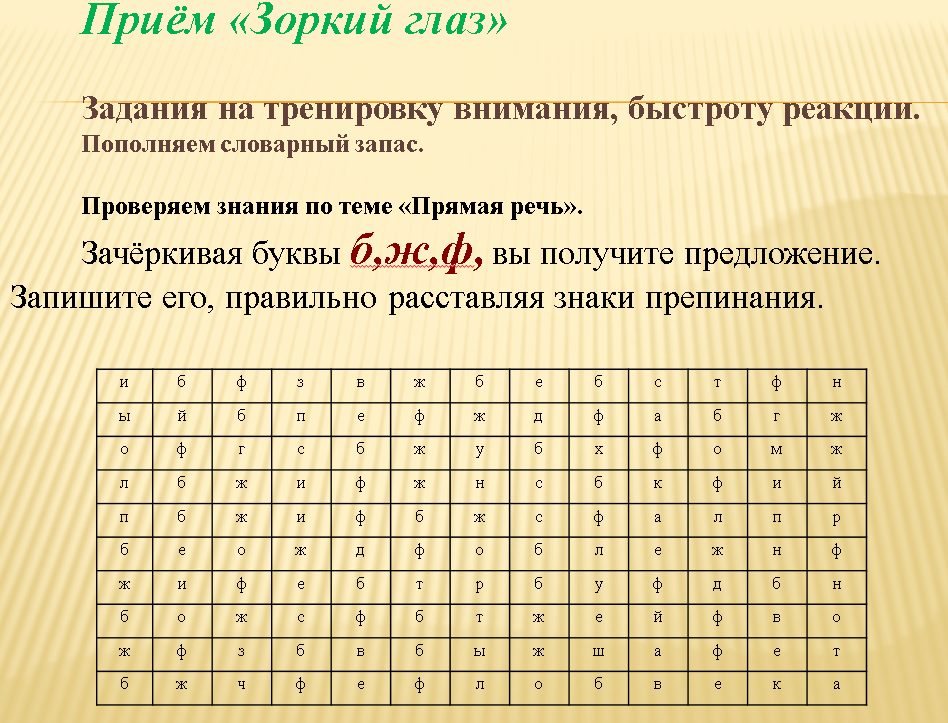 Приём «Зоркий глаз»
Задания на тренировку внимания, быстроту реакции.
Пополняем словарный запас.
Проверяем знания по теме «Прямая речь».
Зачёркивая буквы б,ж,ф, вы получите предложение.
Запишите его, правильно расставляя знаки препинания.
и б ф з в ж б е б с т ф н
ы й б п е ф ж д ф а б г ж
о ф г с б ж у б х ф о м ж
л б ж и ф ж н с б к ф и й
п б ж и ф б ж с ф а л п р
б е о ж д ф о б л е ж н ф
ж и ф е б т р б у ф д б н
б о ж с ф б т ж е й ф в о
ж ф з б в б ы ж ш а ф е т
б ж ч ф е ф л о б в е к а